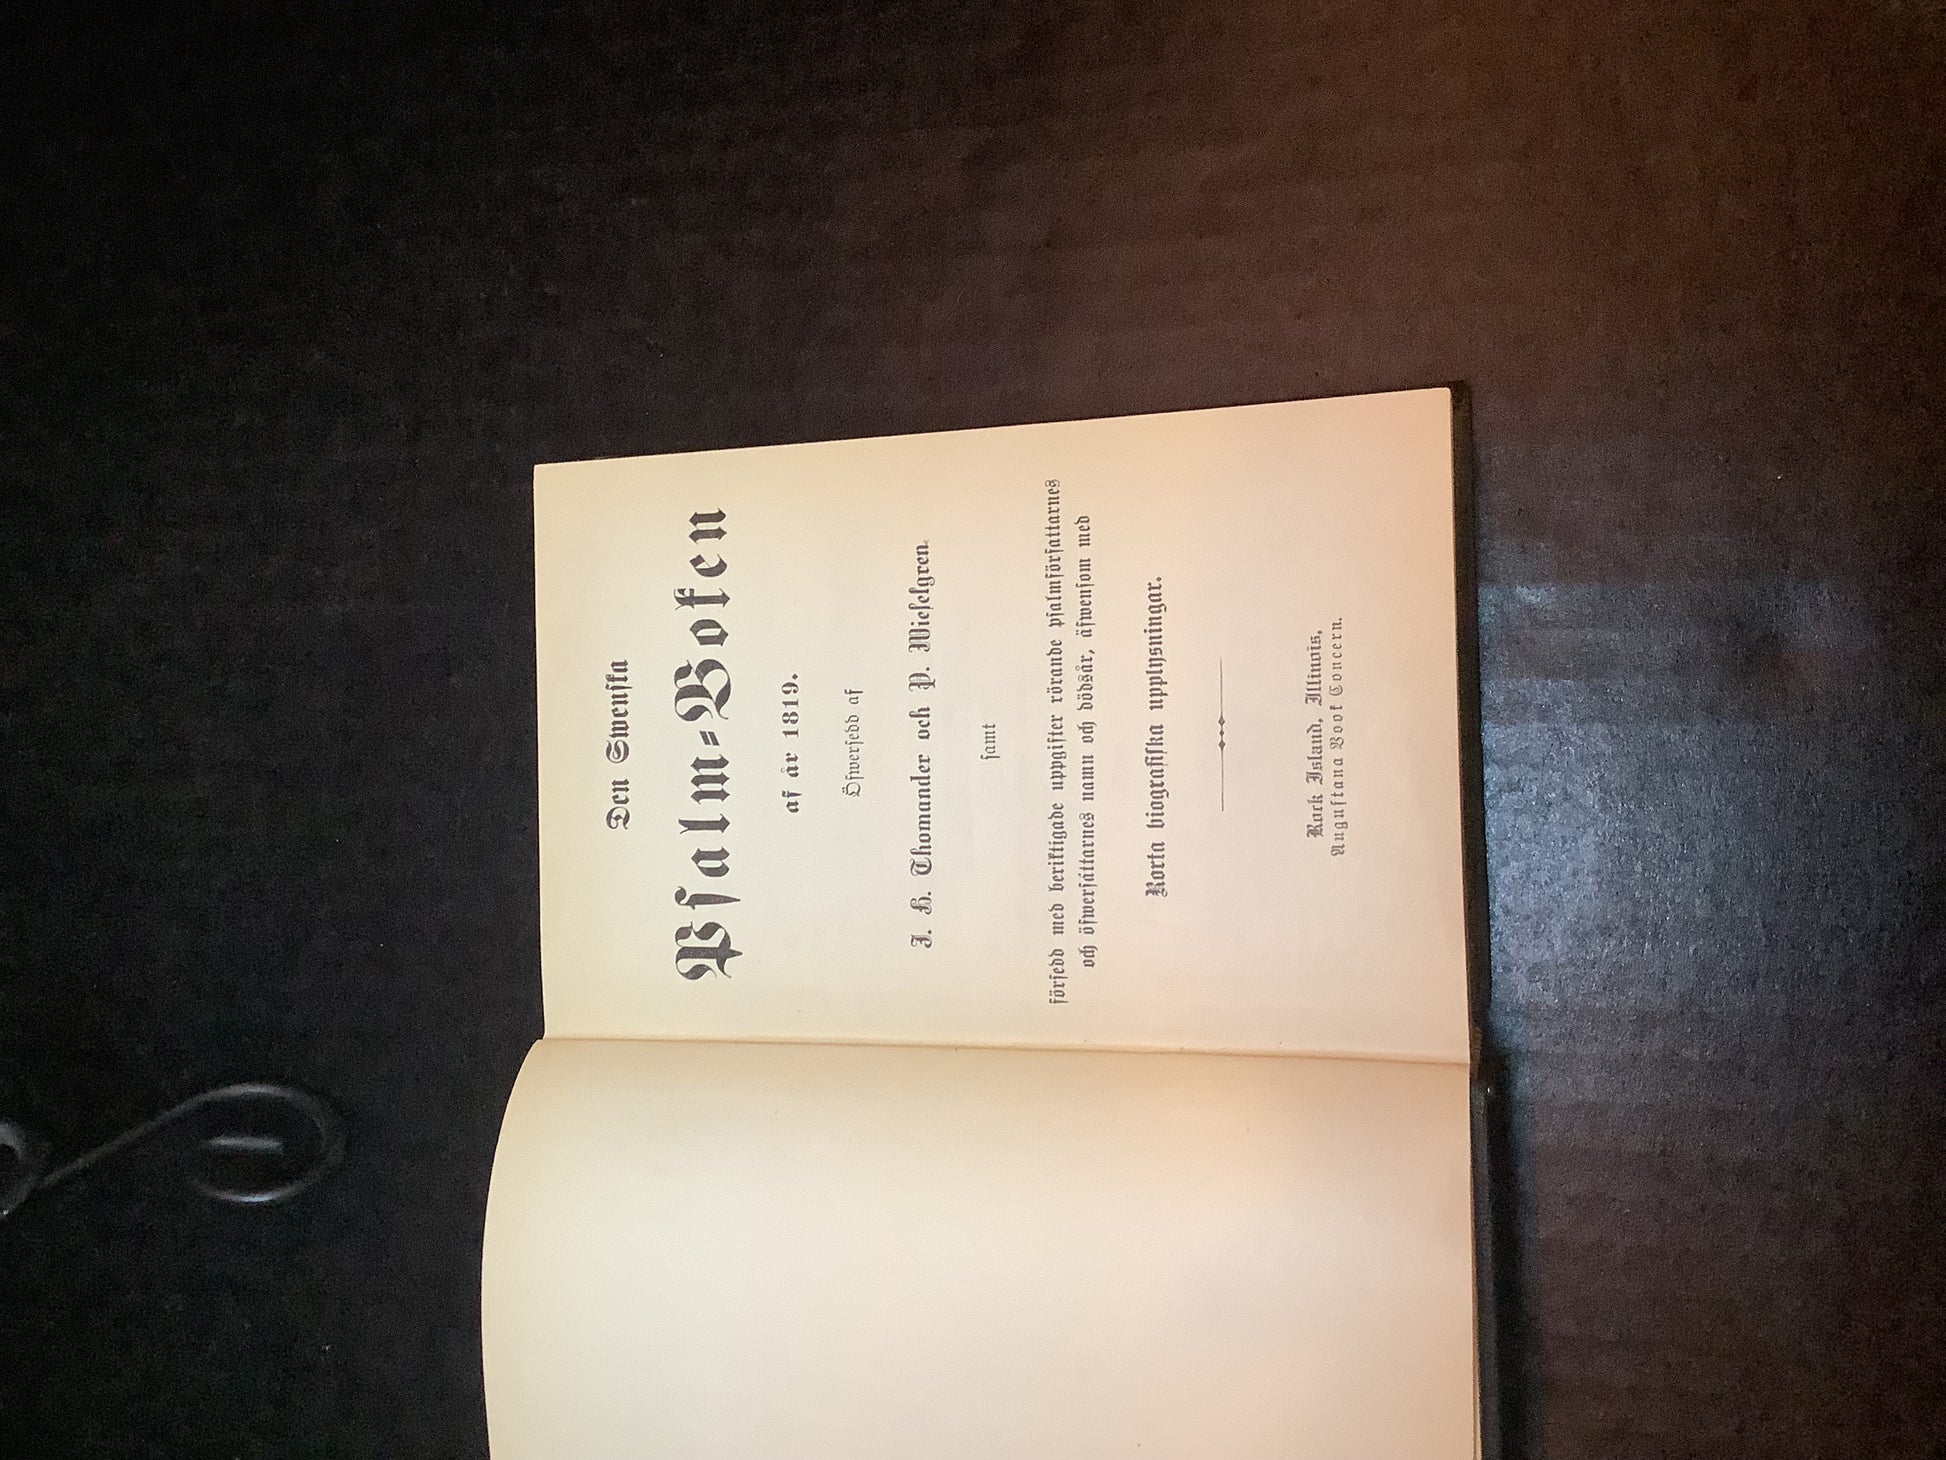 Den Swenska
Psalm-Boken
af år 1819.
Öfwersedd af
J. H. Thomander och P. Wieselgren.
samt
försedd med beriktigade uppgifter rörande psalmförfattarnes
och öfwersättarnes namn och dödsår, äfwensom med
Korta biografiska upplysningar.
Rock Island, Illinois,
Augustana Book Concern.